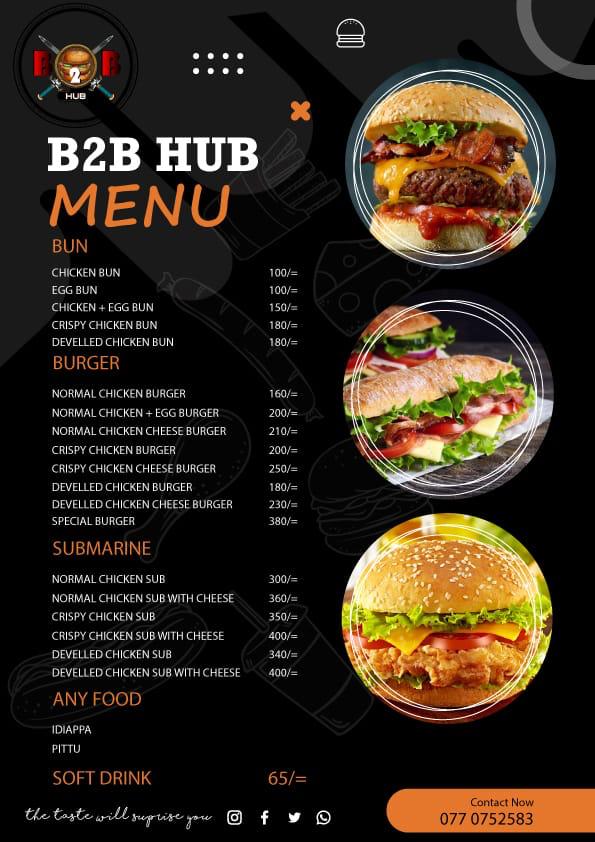 B 2 B
HUB
B2B HUB
MENU
BUN
CHICKEN BUN 100/=
EGG BUN 100/=
CHICKEN + EGG BUN 150/=
CRISPY CHICKEN BUN 180/=
DEVELLED CHICKEN BUN 180/=
BURGER
NORMAL CHICKEN BURGER 160/=
NORMAL CHICKEN + EGG BURGER 200/=
NORMAL CHICKEN CHEESE BURGER 210/=
CRISPY CHICKEN BURGER 200/=
CRISPY CHICKEN CHEESE BURGER 250/=
DEVELLED CHICKEN BURGER 180/=
DEVELLED CHICKEN CHEESE BURGER 230/=
SPECIAL BURGER 380/=
SUBMARINE
NORMAL CHICKEN SUB 300/=
NORMAL CHICKEN SUB WITH CHEESE 360/=
CRISPY CHICKEN SUB 350/=
CRISPY CHICKEN SUB WITH CHEESE 400/=
DEVELLED CHICKEN SUB 340/=
DEVELLED CHICKEN SUB WITH CHEESE 400/=
ANY FOOD
IDIAPPA
PITTU
SOFT DRINK 65/=
the taste will suprise you
Contact Now
077 0752583